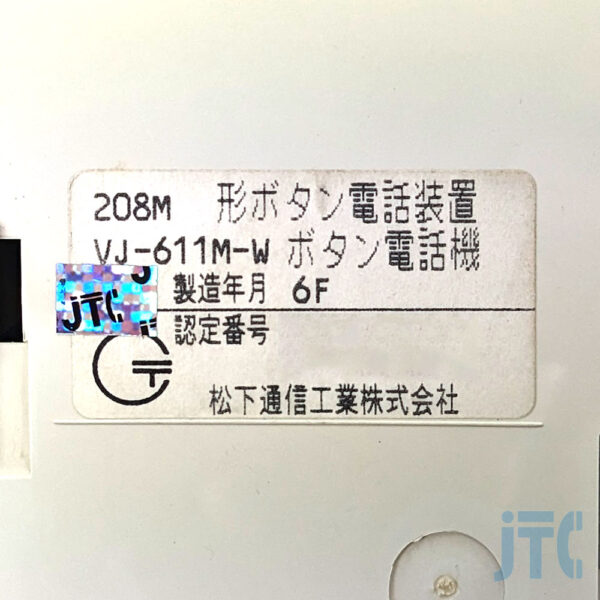 208M 形ボタン電話装置
VJ-611M-W ボタン電話機
製造年月 6F
認定番号
松下通信工業株式会社
JTC
JTC